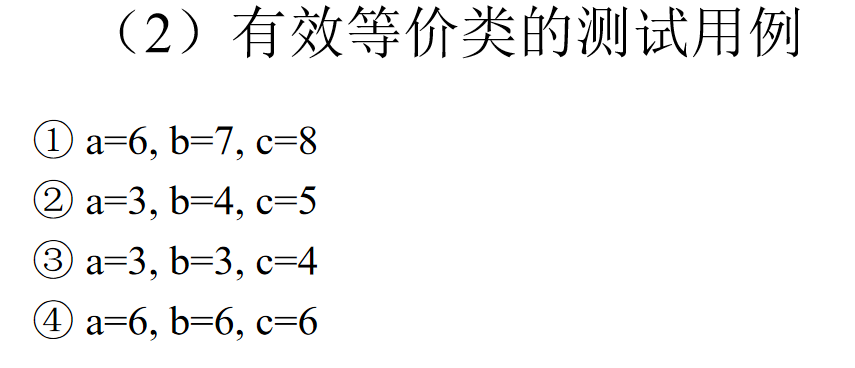 （2）有效等价类的测试用例
① a=6, b=7, c=8
② a=3, b=4, c=5
③ a=3, b=3, c=4
④ a=6, b=6, c=6